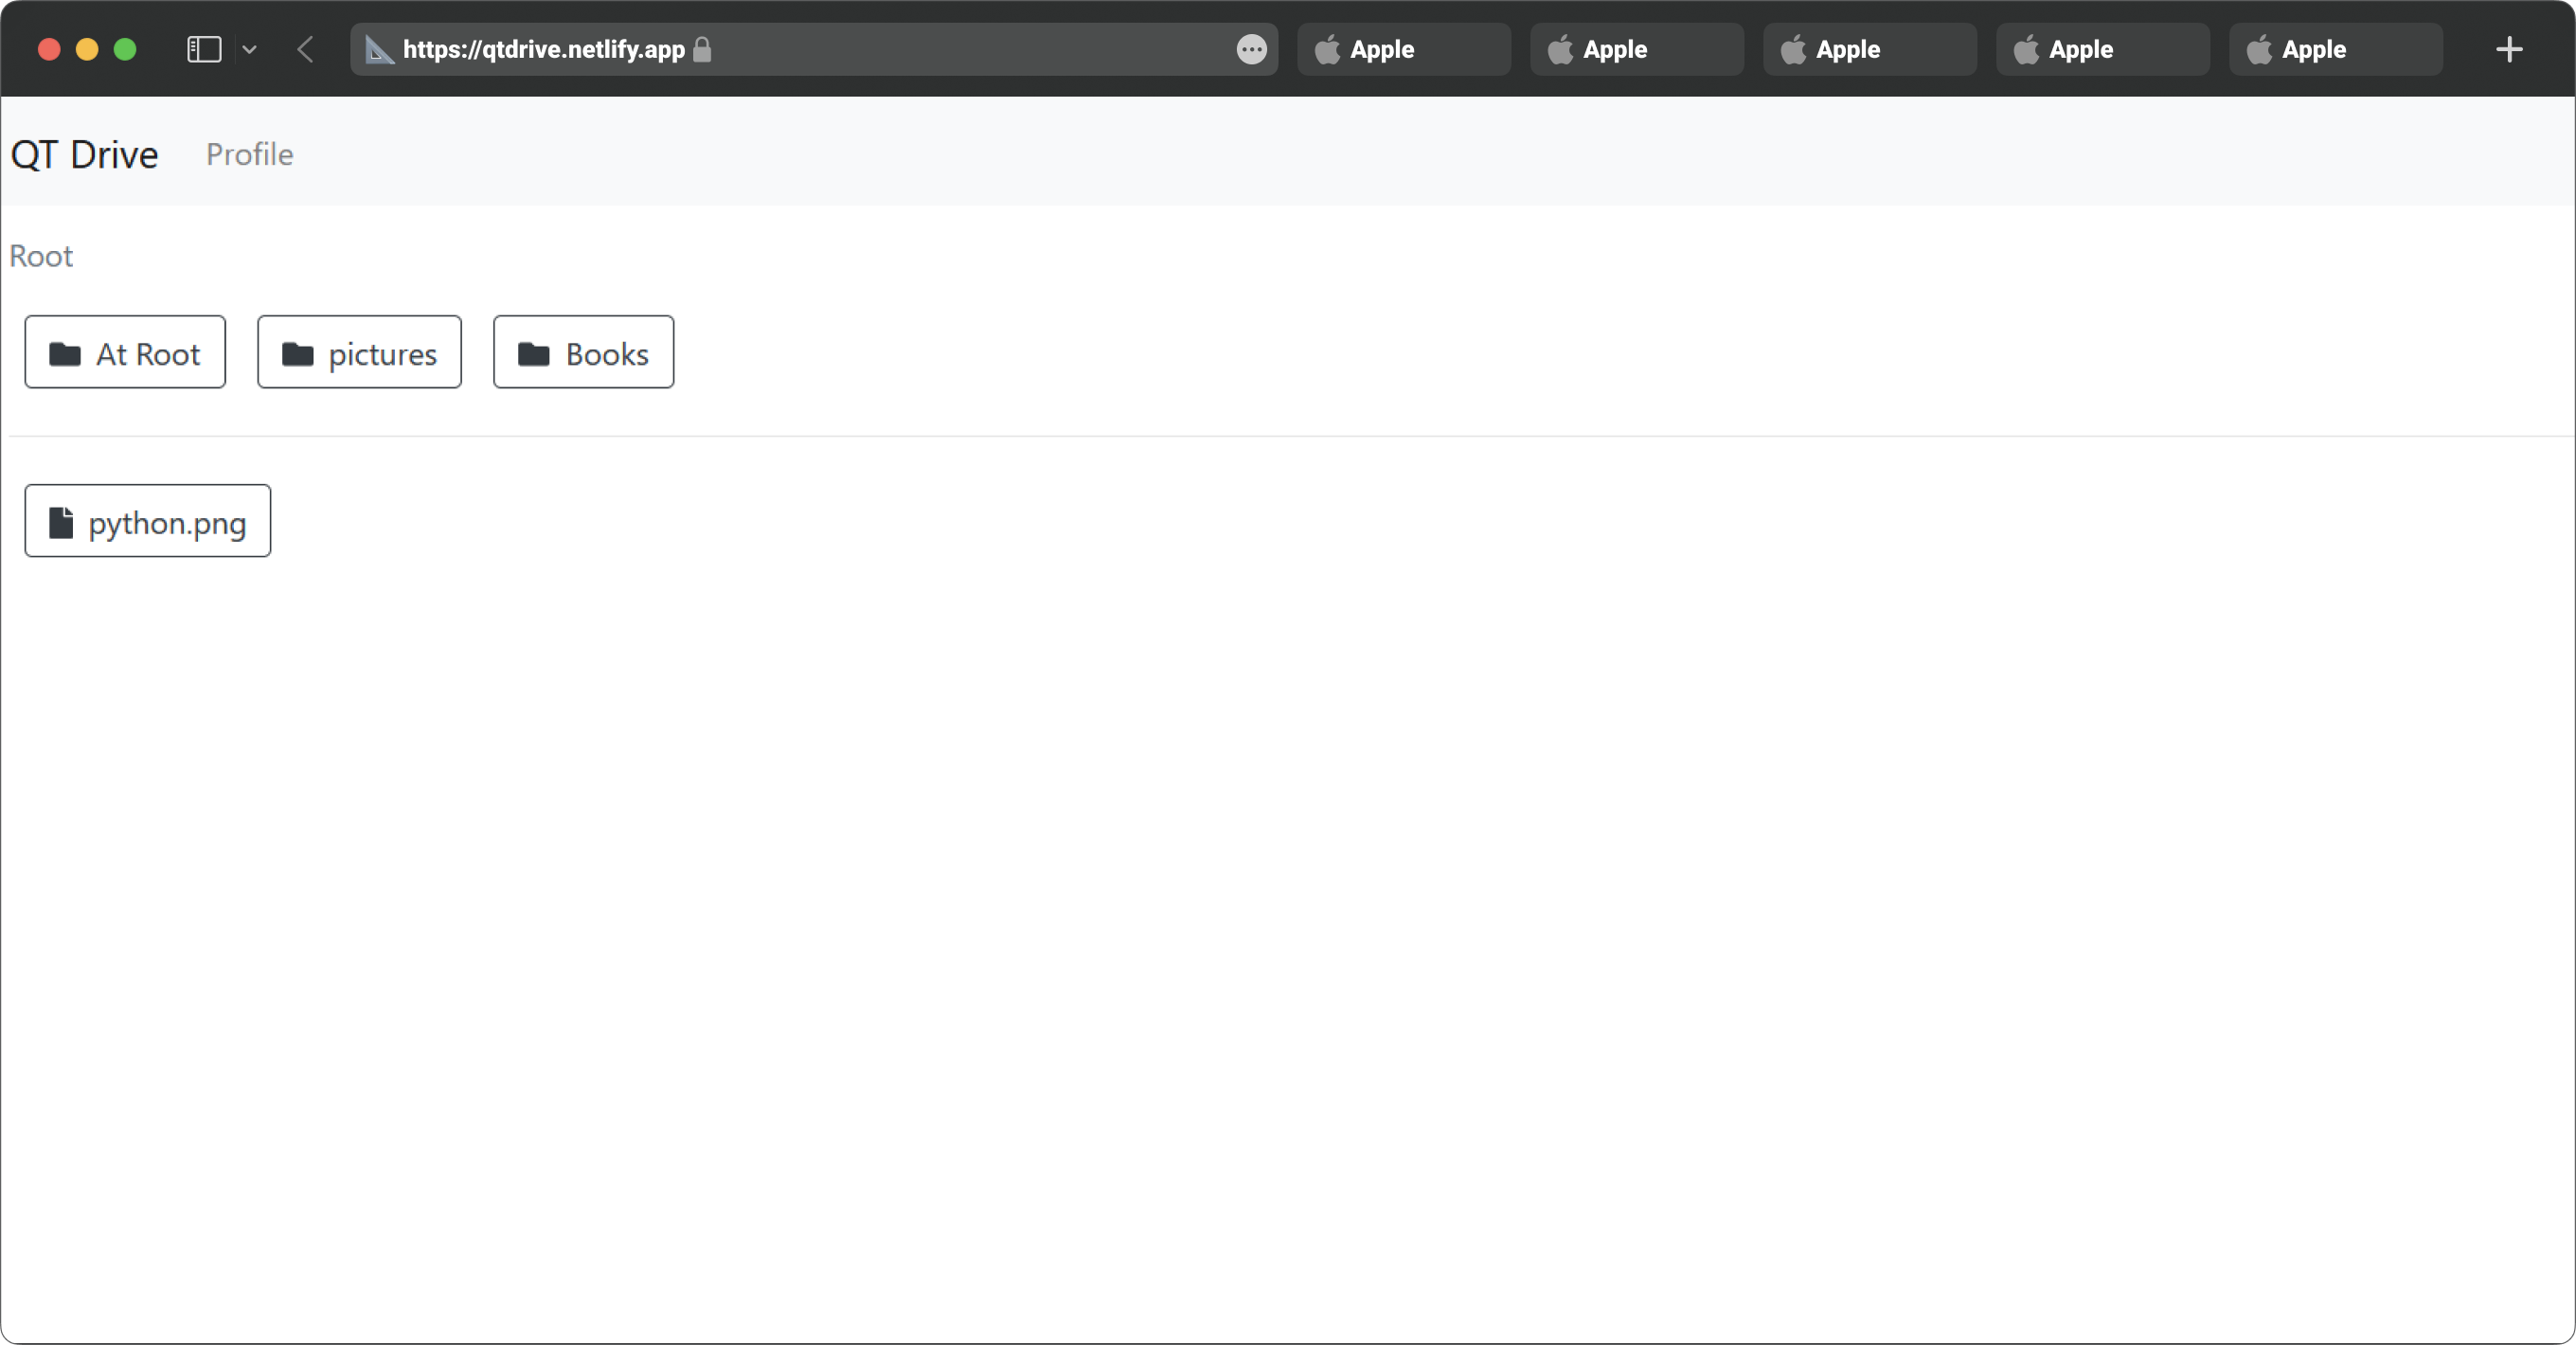 https://qtdrive.netlify.app Apple Apple Apple Apple Apple
QT Drive Profile
Root
At Root pictures Books
python.png